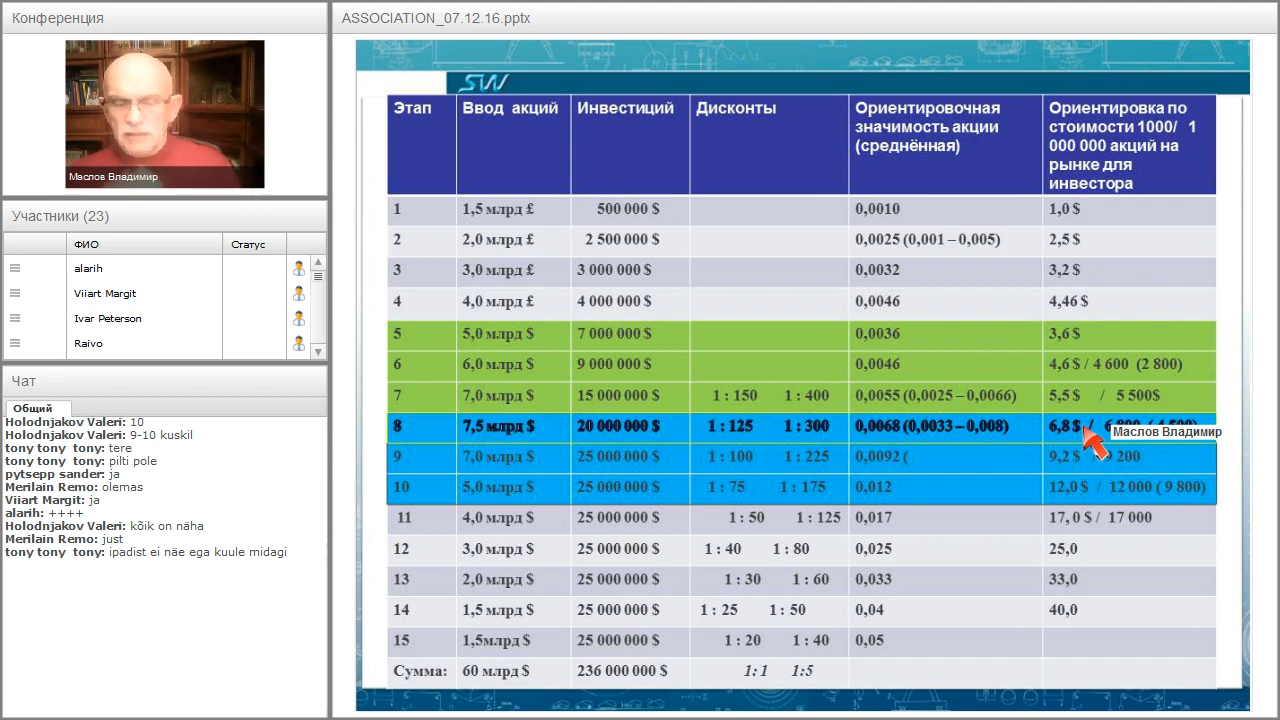 Конференция
Маслов Владимир
Участники (23)
ФИО Статус
alarih
Viiart Margit
Ivar Peterson
Raivo
Чат
Общий
Holodnjakov Valeri: 10
Holodnjakov Valeri: 9-10 kuskil
tony tony tony: tere
tony tony tony: pilti pole
pytsepp sander: ja
Merilain Remo: olemas
Viiart Margit: ja
alarih: ++++
Holodnjakov Valeri: kõik on näha
Merilain Remo: just
tony tony tony: ipadist ei näe ega kuule midagi
ASSOCIATION_07.12.16.pptx
SW
Этап Ввод акций Инвестиций Дисконты Ориентировочная значимость акции (среднённая) Ориентировка по стоимости 1000/ 1 000 000 акций на рынке для инвестора
1 1,5 млрд £ 500 000 $ 0,0010 1,0 $
2 2,0 млрд £ 2 500 000 $ 0,0025 (0,001 – 0,005) 2,5 $
3 3,0 млрд £ 3 000 000 $ 0,0032 3,2 $
4 4,0 млрд £ 4 000 000 $ 0,0046 4,46 $
5 5,0 млрд $ 7 000 000 $ 0,0036 3,6 $
6 6,0 млрд $ 9 000 000 $ 0,0046 4,6 $ / 4 600 (2 800)
7 7,0 млрд $ 15 000 000 $ 1 : 150 1 : 400 0,0055 (0,0025 – 0,0066) 5,5 $ / 5 500$
8 7,5 млрд $ 20 000 000 $ 1 : 125 1 : 300 0,0068 (0,0033 – 0,008) 6,8 $ /
Маслов Владимир
9 7,0 млрд $ 25 000 000 $ 1 : 100 1 : 225 0,0092 ( 9,2 $ 200
10 5,0 млрд $ 25 000 000 $ 1 : 75 1 : 175 0,012 12,0 $ / 12 000 ( 9 800)
11 4,0 млрд $ 25 000 000 $ 1 : 50 1 : 125 0,017 17, 0 $ / 17 000
12 3,0 млрд $ 25 000 000 $ 1 : 40 1 : 80 0,025 25,0
13 2,0 млрд $ 25 000 000 $ 1 : 30 1 : 60 0,033 33,0
14 1,5 млрд $ 25 000 000 $ 1 : 25 1 : 50 0,04 40,0
15 1,5млрд $ 25 000 000 $ 1 : 20 1 : 40 0,05
Сумма: 60 млрд $ 236 000 000 $ 1: 1 1:5